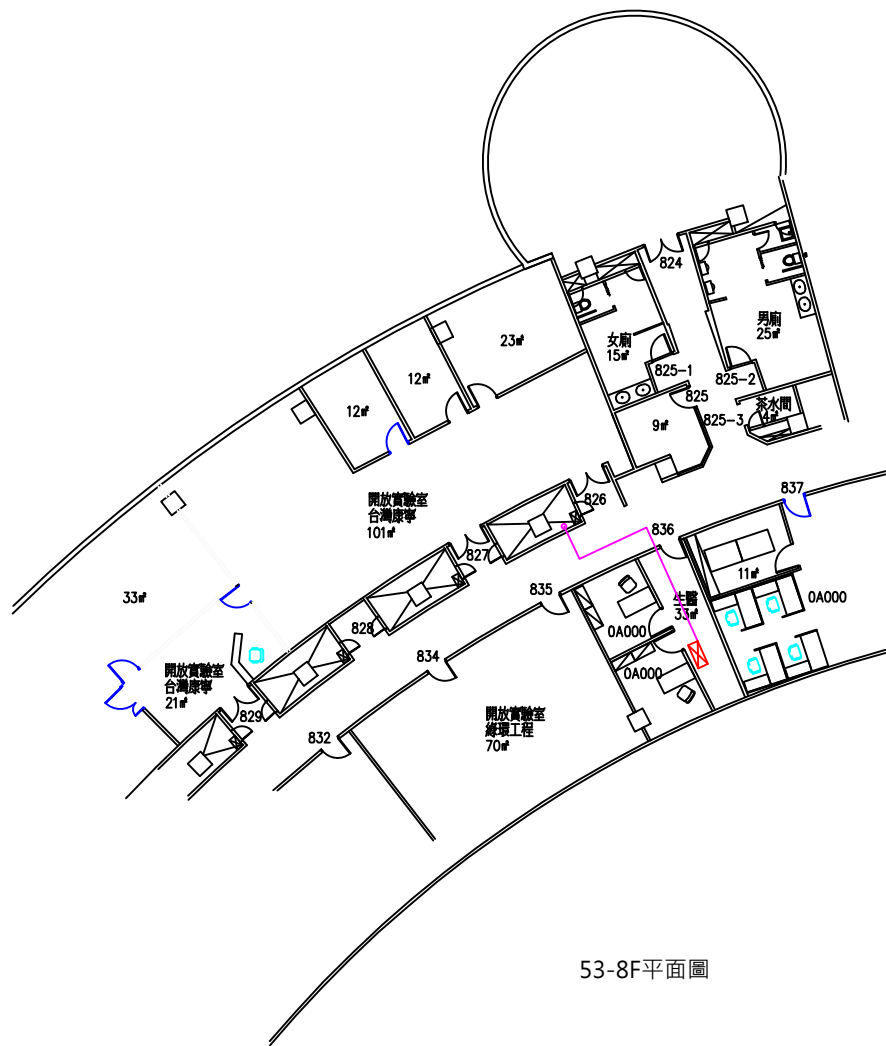 824
男廁
25㎡
女廁
15㎡
23㎡
825-1
825-2
12㎡
12㎡
825
茶水間
4㎡
825-3
9㎡
開放實驗室
台灣康寧
101㎡
826
837
836
827
11㎡
33㎡
835
生醫
33㎡
0A000
828
0A000
834
0A000
開放實驗室
台灣康寧
21㎡
829
開放實驗室
綠環工程
70㎡
832
53-8F平面圖